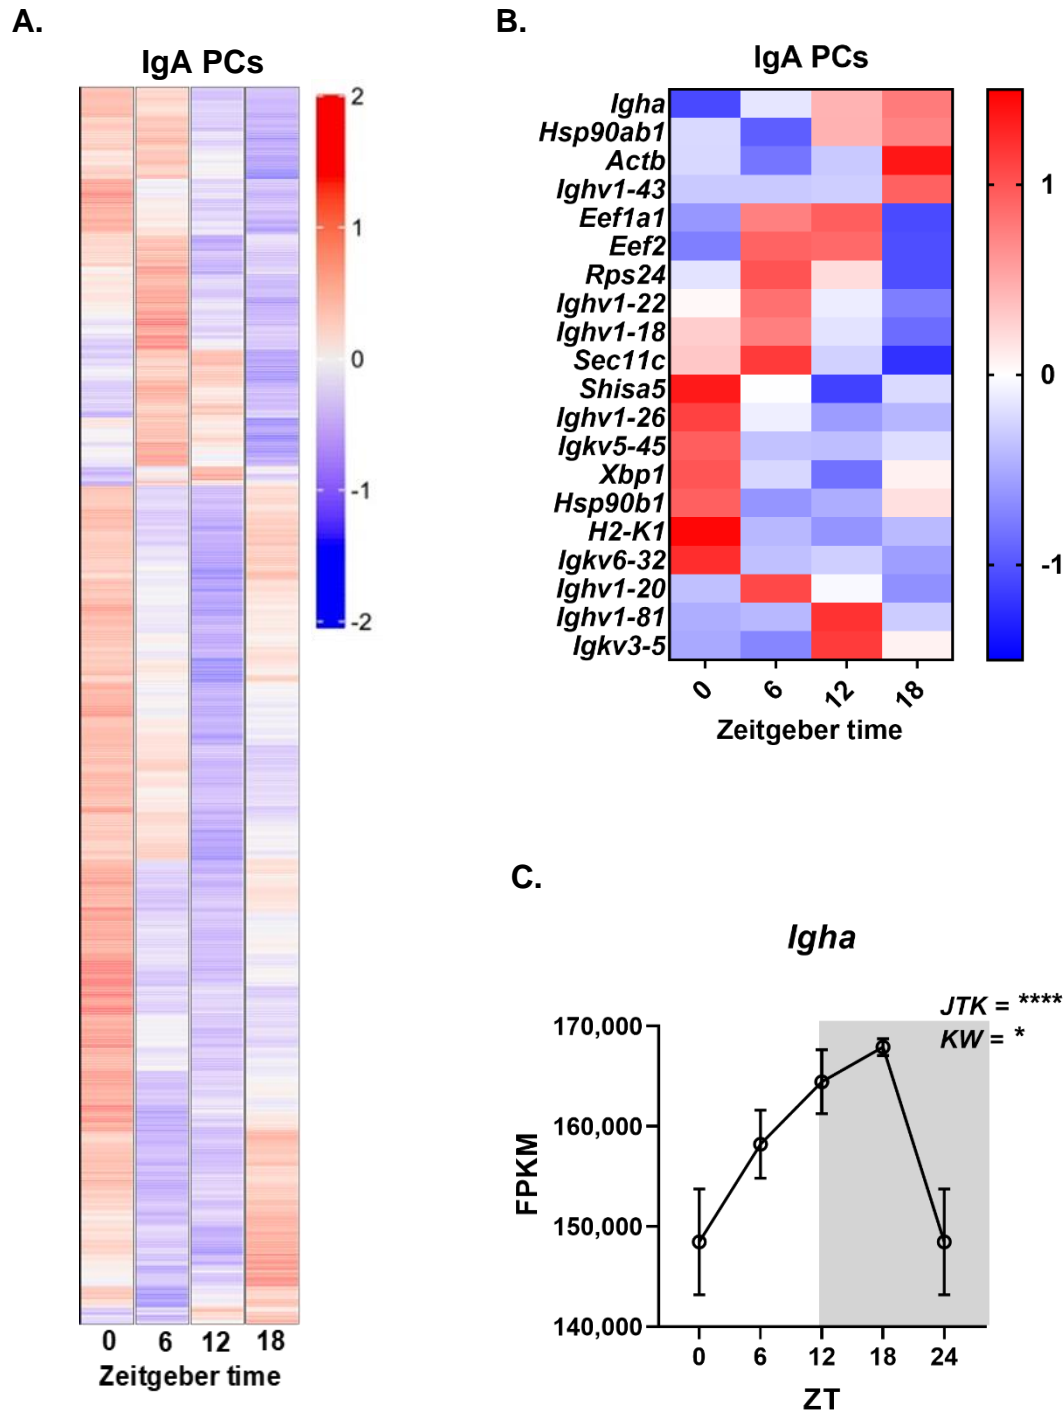 A.
IgA PCs
2
1
0
-1
-2
0 6 12 18
Zeitgeber time
B.
IgA PCs
Igha
Hsp90ab1
Actb
Ighv1-43
Eef1a1
Eef2
Rps24
Ighv1-22
Ighv1-18
Sec11c
Shisa5
Ighv1-26
Igkv5-45
Xbp1
Hsp90b1
H2-K1
Igkv6-32
Ighv1-20
Ighv1-81
Igkv3-5
1
0
-1
0 6 12 18
Zeitgeber time
C.
Igha
JTK = ****
KW = *
170,000
160,000
150,000
140,000
FPKM
0 6 12 18 24
ZT